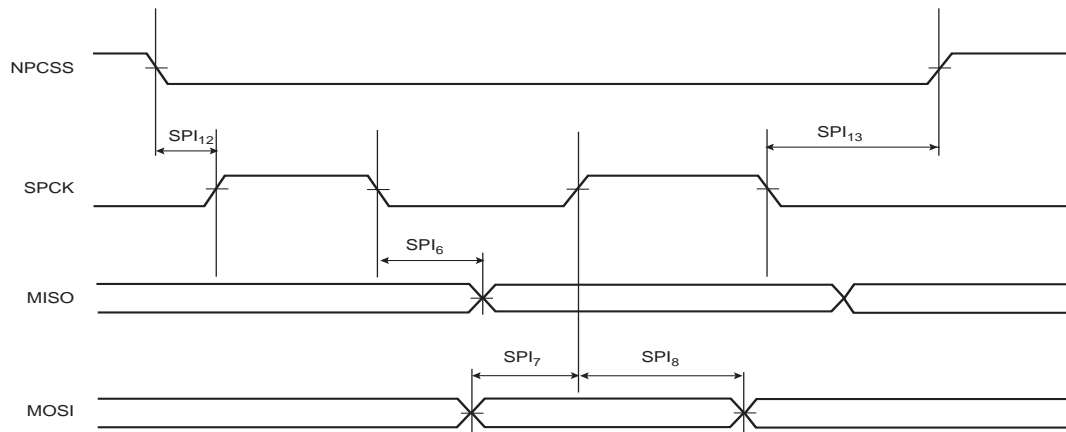 NPCSS
SPI₁₂
SPI₁₃
SPCK
SPI₆
MISO
SPI₇
SPI₈
MOSI